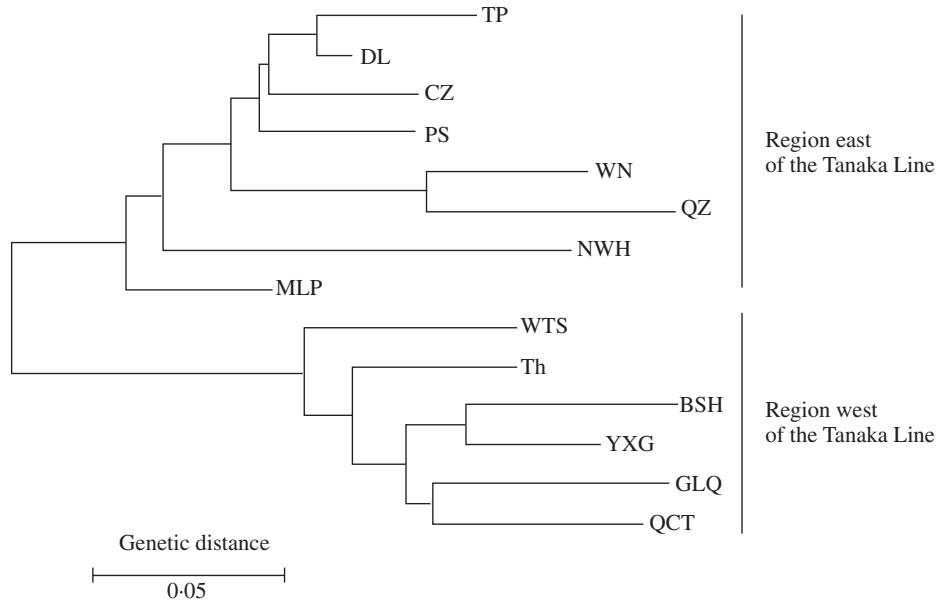 TP
DL
CZ
PS
WN
QZ
NWH
MLP
Region east
of the Tanaka Line
WTS
Th
BSH
YXG
GLQ
QCT
Region west
of the Tanaka Line
Genetic distance
0·05